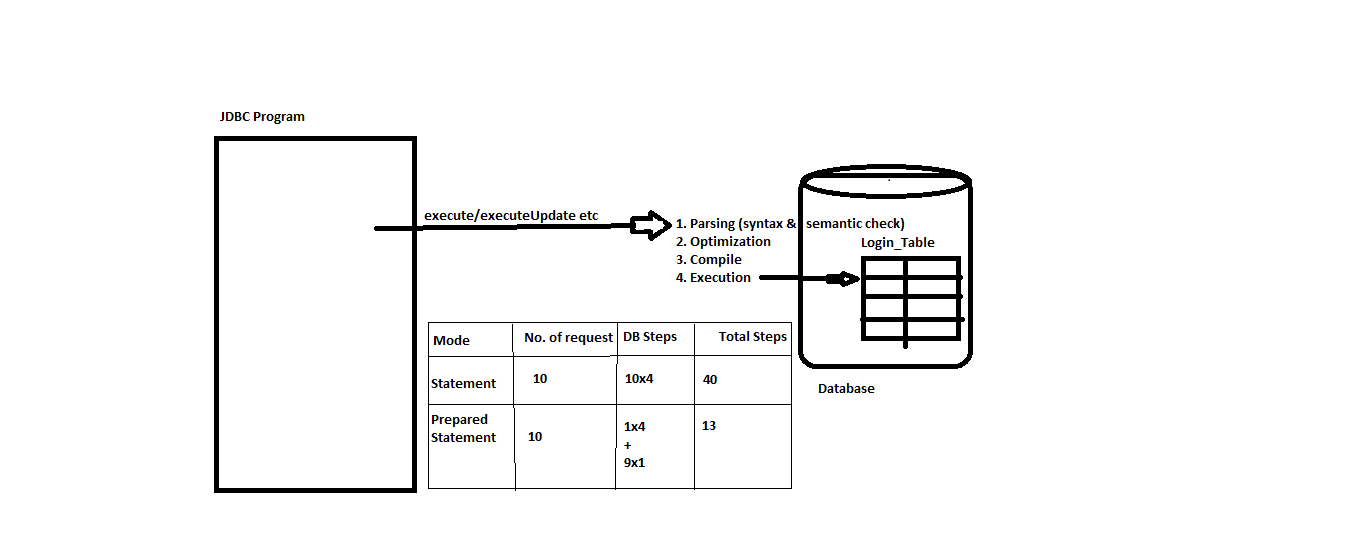 JDBC Program
execute/executeUpdate etc
1. Parsing (syntax & semantic check)
2. Optimization
3. Compile
4. Execution
Login_Table
Database
Mode No. of request DB Steps Total Steps
Statement 10 10x4 40
Prepared
Statement
10
1x4
+
9x1
13